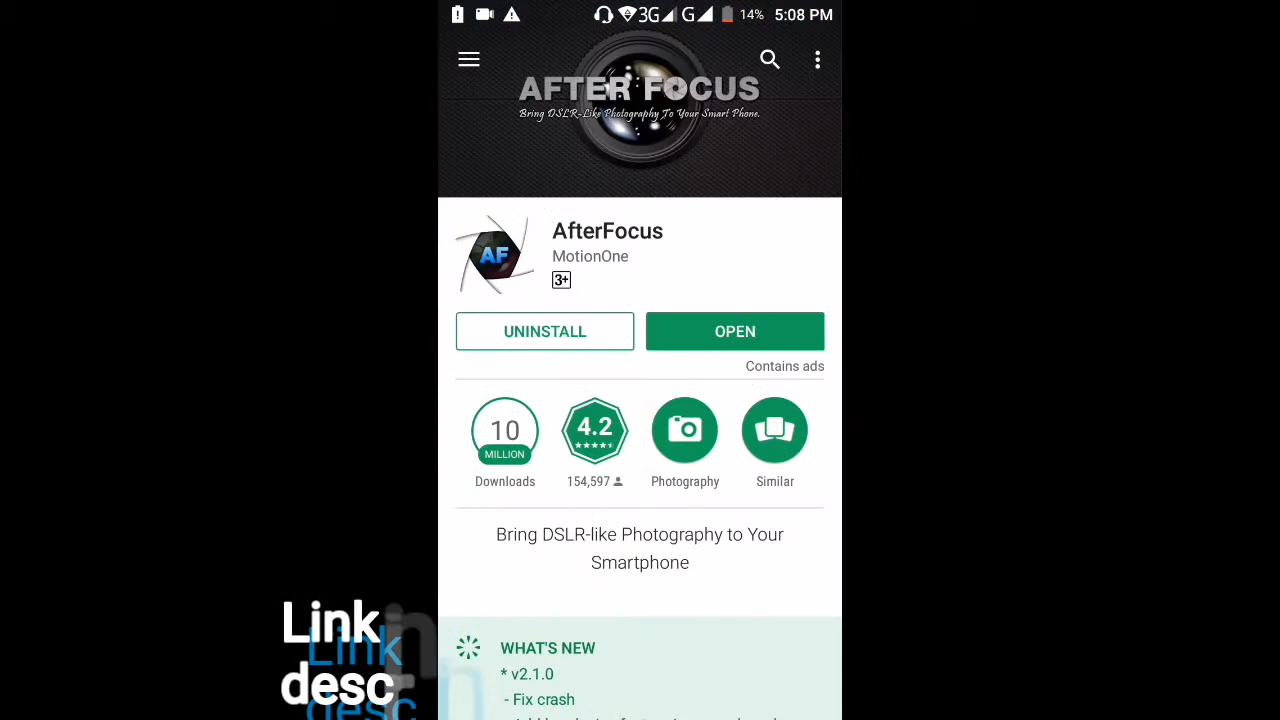 3G G 14% 5:08 PM
AFTER FOCUS
Bring DSLR-Like Photography To Your Smart Phone.
AF
AfterFocus
MotionOne
3+
UNINSTALL OPEN
Contains ads
10 4.2
MILLION
Downloads 154,597 Photography Similar
Bring DSLR-like Photography to Your
Smartphone
WHAT'S NEW
* v2.1.0
- Fix crash
Link
desc